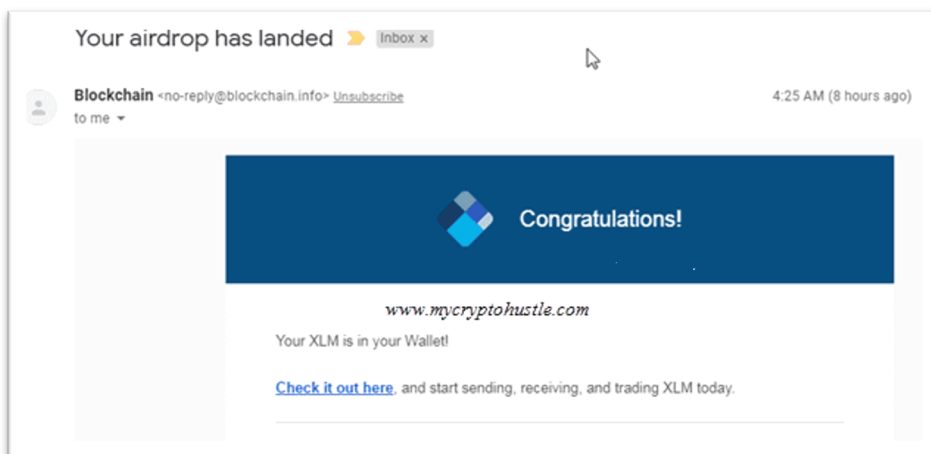 Your airdrop has landed Inbox ×
Blockchain <no-reply@blockchain.info> Unsubscribe 4:25 AM (8 hours ago)
to me
Congratulations!
www.mycryptohustle.com
Your XLM is in your Wallet!
Check it out here, and start sending, receiving, and trading XLM today.